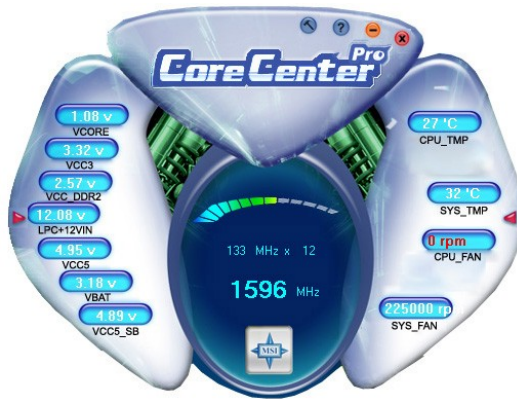 ? 
CoreCenter Pro
1.08 v
VCORE
3.32 v
VCC3
2.57 v
VCC_DDR2
12.08 v
LPC+12VIN
4.95 v
VCC5
3.18 v
VBAT
4.89 v
VCC5_SB
133 MHz x 12
1596 MHz
MSI
27 °C
CPU_TMP
32 °C
SYS_TMP
0 rpm
CPU_FAN
225000 rp
SYS_FAN